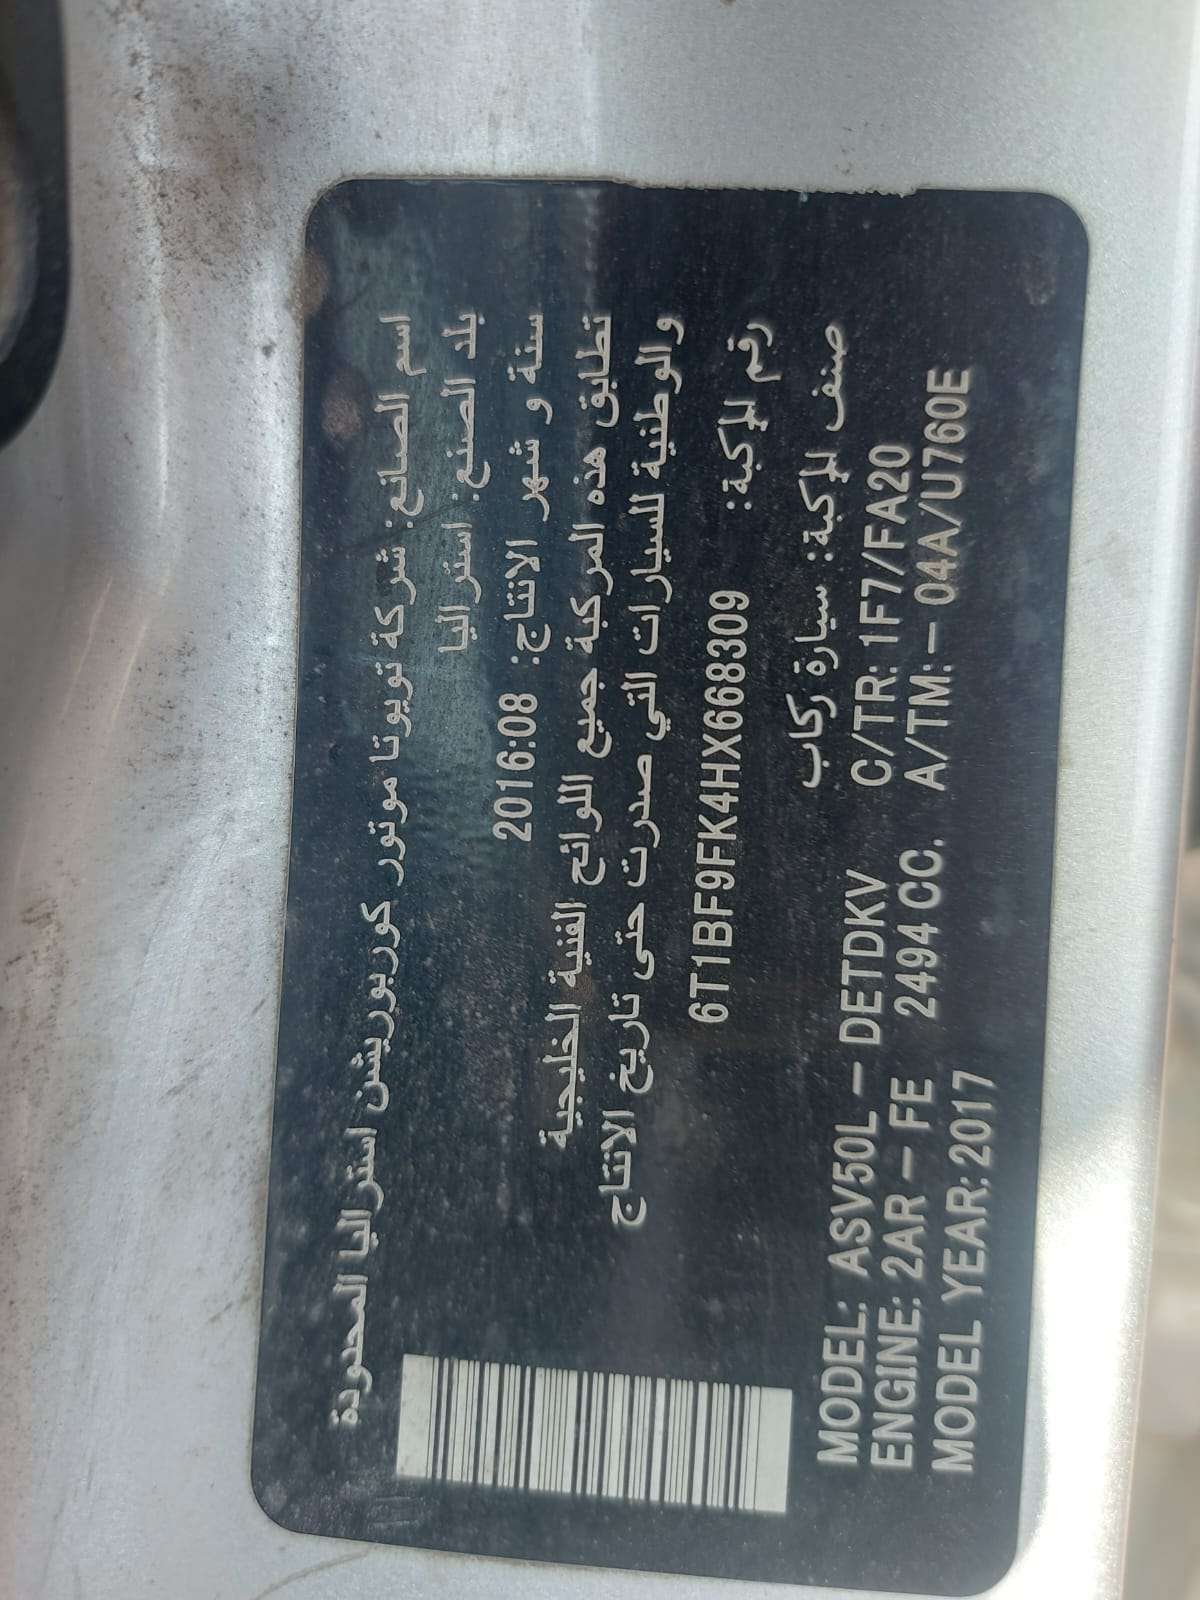 اسم الصانع: شركة تويوتا موتور كوربوريشن استراليا المحدودة
بلد الصنع: استراليا
سنة و شهر الانتاج: 2016:08
تطابق هذه المركبة جميع اللوائح الفنية الخليجية
والوطنية للسيارات التي صدرت حتى تاريخ الانتاج
رقم المركبة: 6T1BF9FK4HX668309
صنف المركبة: سيارة ركاب
MODEL: ASV50L – DETDKV C/TR: 1F7/FA20
ENGINE: 2AR – FE 2494 CC. A/TM: – 04A/U760E
MODEL YEAR: 2017